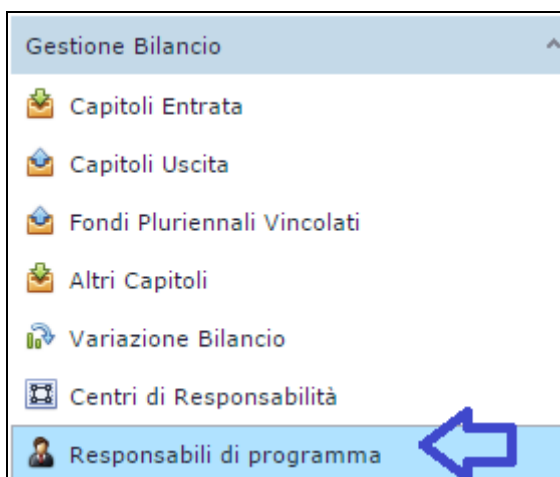 Gestione Bilancio
Capitoli Entrata
Capitoli Uscita
Fondi Pluriennali Vincolati
Altri Capitoli
Variazione Bilancio
Centri di Responsabilità
Responsabili di programma